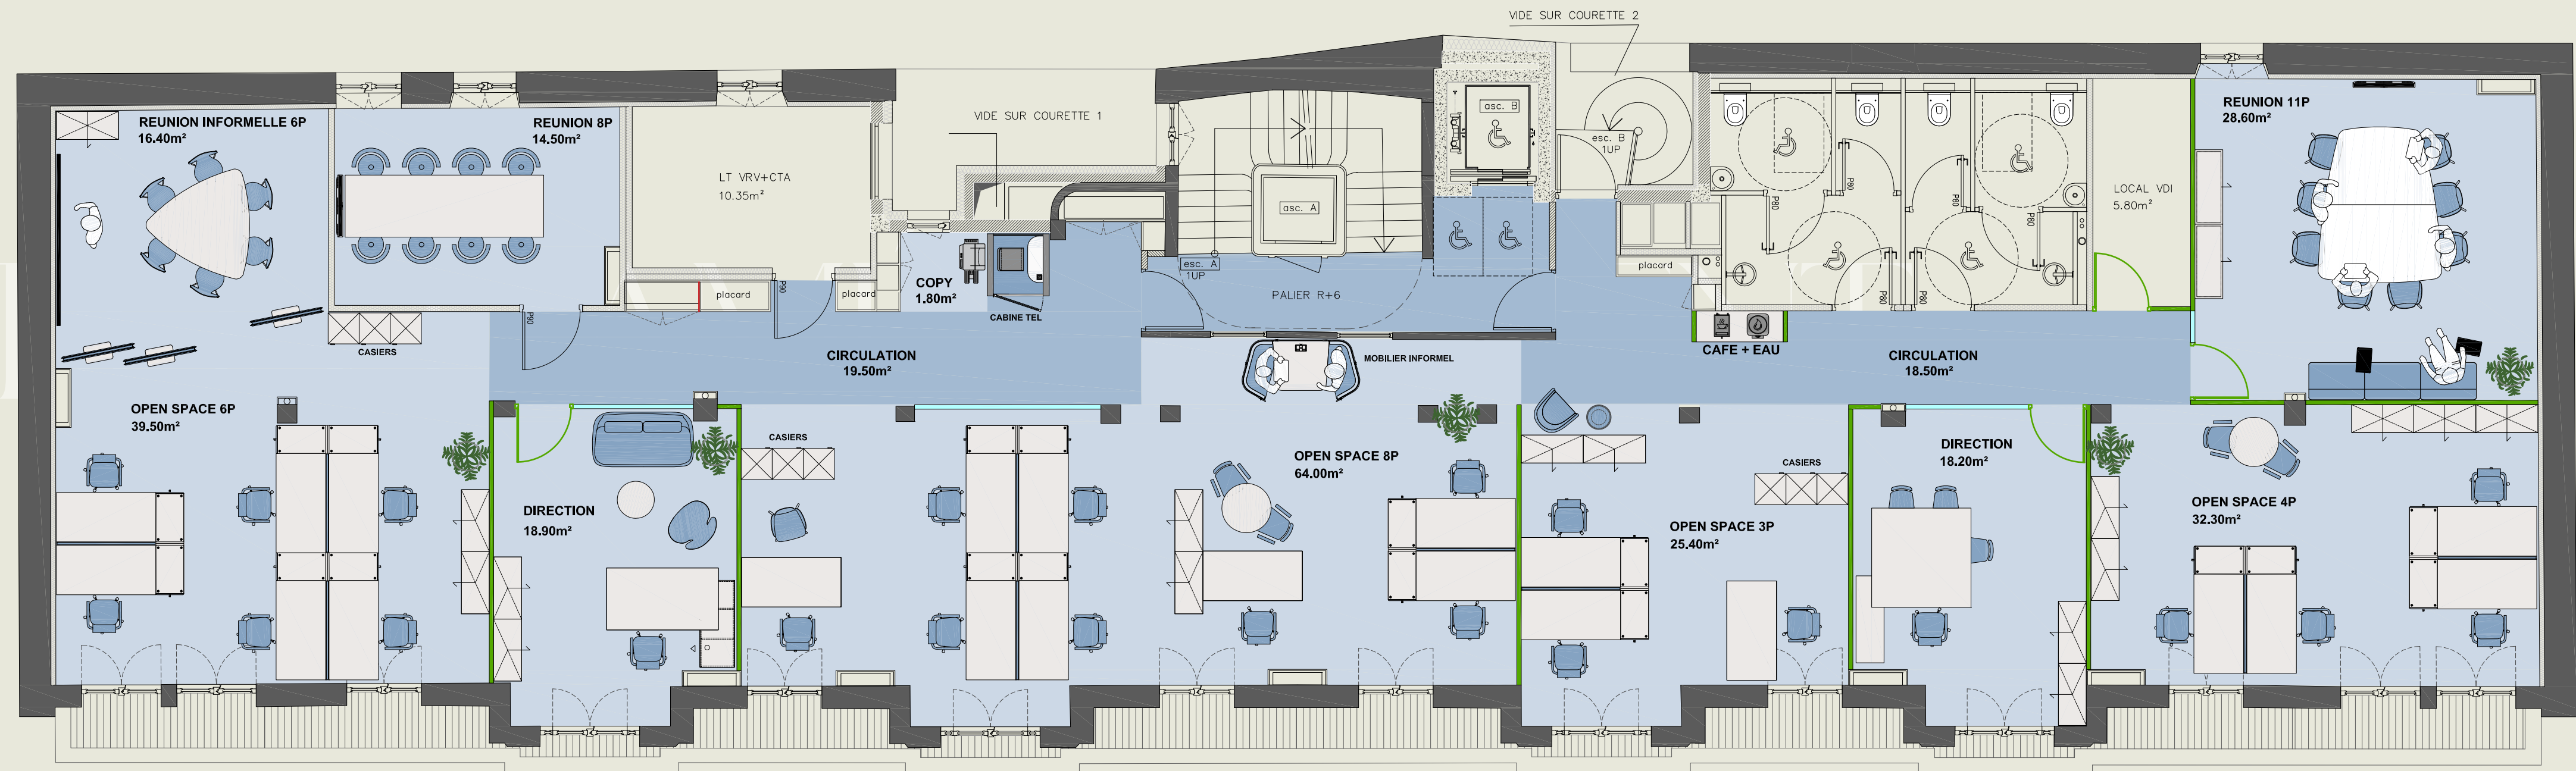 VIDE SUR COURETTE 2
VIDE SUR COURETTE 1
REUNION INFORMELLE 6P
16.40m²
REUNION 8P
14.50m²
LT VRV+CTA
10.35m²
asc. B
esc. B
1UP
asc. A
esc. A
1UP
PALIER R+6
P80
P80
P80
P80
P80
P80
LOCAL VDI
5.80m²
REUNION 11P
28.60m²
placard
placard
placard
P90
P90
COPY
1.80m²
CABINE TEL
CASIERS
CIRCULATION
19.50m²
MOBILIER INFORMEL
CAFE + EAU
CIRCULATION
18.50m²
OPEN SPACE 6P
39.50m²
DIRECTION
18.90m²
CASIERS
OPEN SPACE 8P
64.00m²
CASIERS
OPEN SPACE 3P
25.40m²
DIRECTION
18.20m²
OPEN SPACE 4P
32.30m²